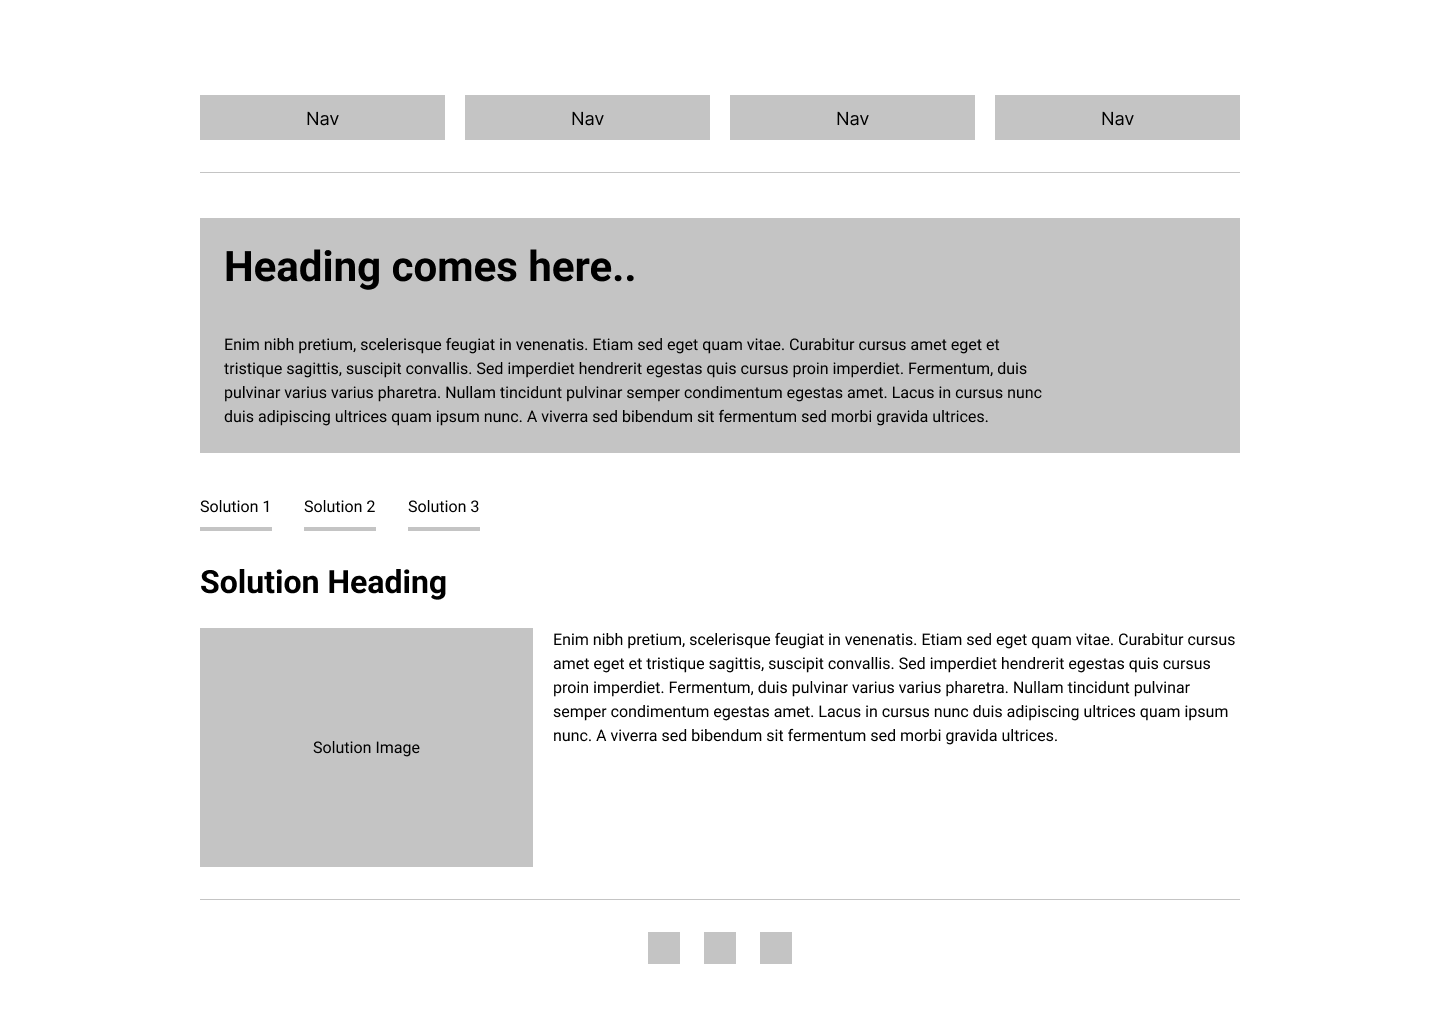 Nav
Nav
Nav
Nav
Heading comes here..
Enim nibh pretium, scelerisque feugiat in venenatis. Etiam sed eget quam vitae. Curabitur cursus amet eget et
tristique sagittis, suscipit convallis. Sed imperdiet hendrerit egestas quis cursus proin imperdiet. Fermentum, duis
pulvinar varius varius pharetra. Nullam tincidunt pulvinar semper condimentum egestas amet. Lacus in cursus nunc
duis adipiscing ultrices quam ipsum nunc. A viverra sed bibendum sit fermentum sed morbi gravida ultrices.
Solution 1
Solution 2
Solution 3
Solution Heading
Solution Image
Enim nibh pretium, scelerisque feugiat in venenatis. Etiam sed eget quam vitae. Curabitur cursus
amet eget et tristique sagittis, suscipit convallis. Sed imperdiet hendrerit egestas quis cursus
proin imperdiet. Fermentum, duis pulvinar varius varius pharetra. Nullam tincidunt pulvinar
semper condimentum egestas amet. Lacus in cursus nunc duis adipiscing ultrices quam ipsum
nunc. A viverra sed bibendum sit fermentum sed morbi gravida ultrices.